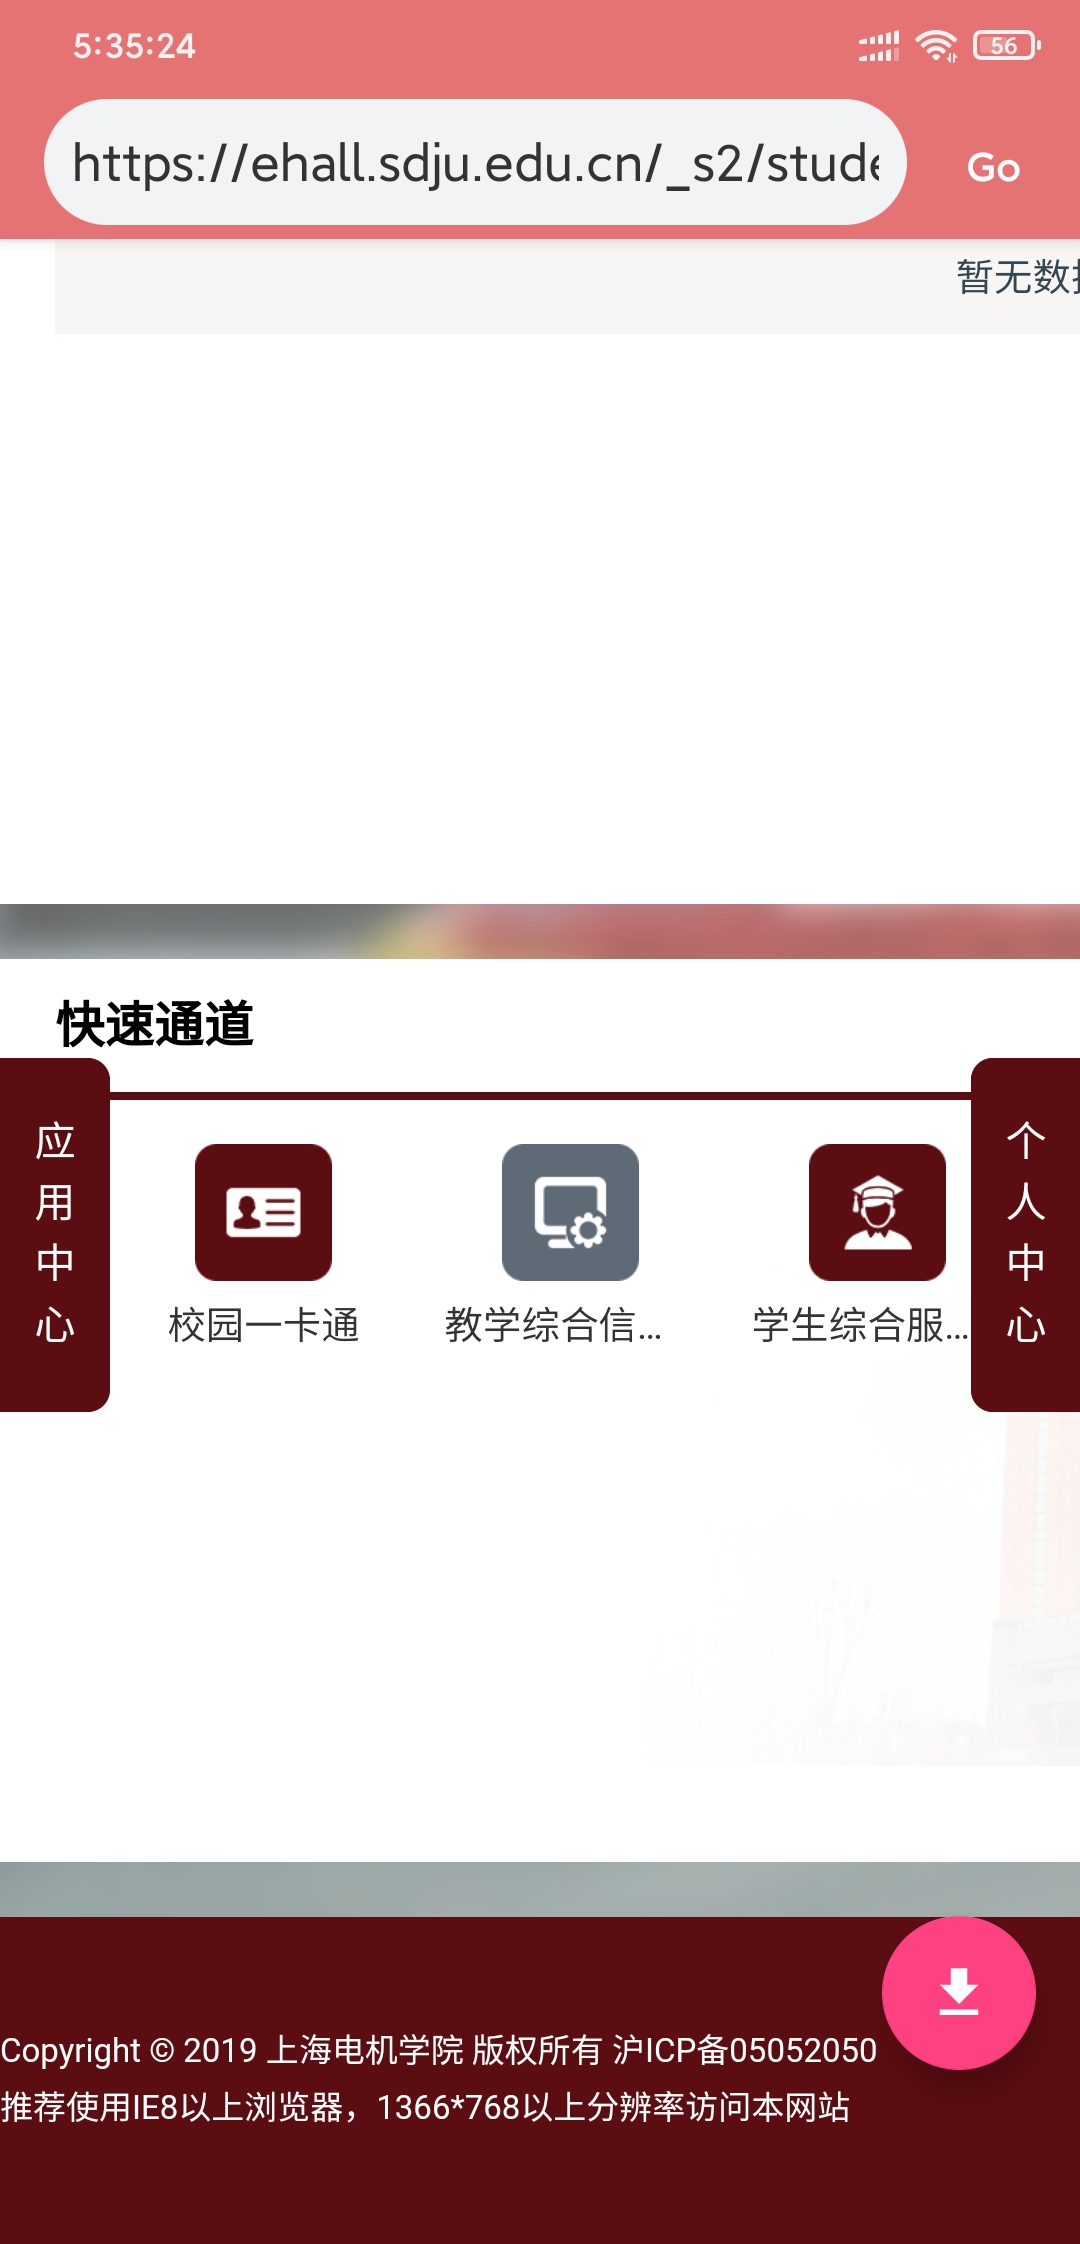 5:35:24
56
https://ehall.sdju.edu.cn/_s2/stude
Go
暂无数据
快速通道
应用中心
个人中心
校园一卡通
教学综合信...
学生综合服...
Copyright © 2019 上海电机学院 版权所有 沪ICP备05052050
推荐使用IE8以上浏览器，1366*768以上分辨率访问本网站